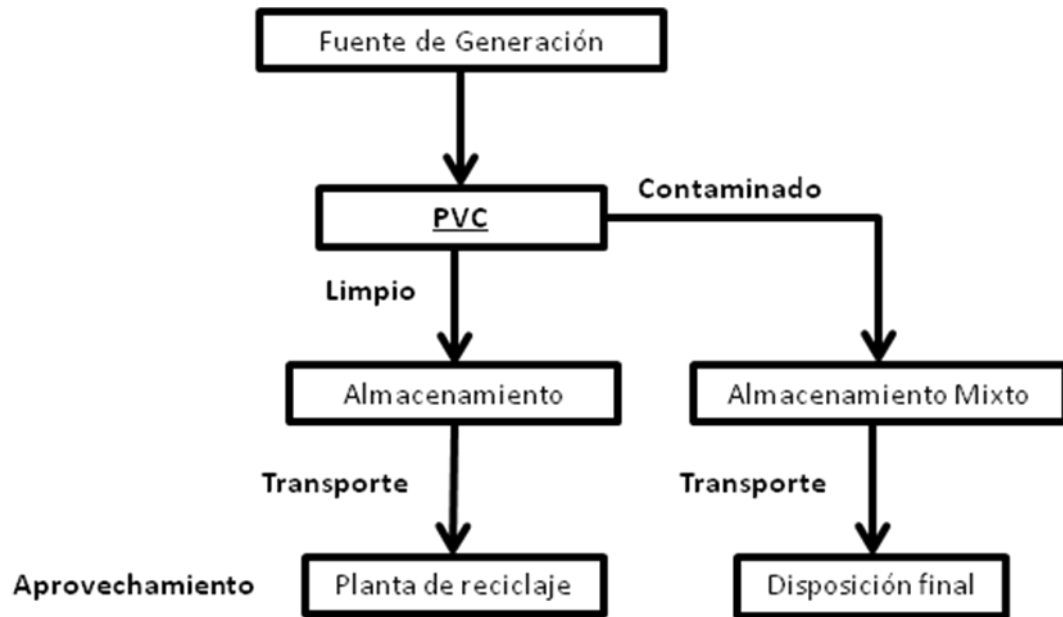 Fuente de Generación
Contaminado
PVC
Limpio
Almacenamiento
Almacenamiento Mixto
Transporte
Transporte
Aprovechamiento
Planta de reciclaje
Disposición final